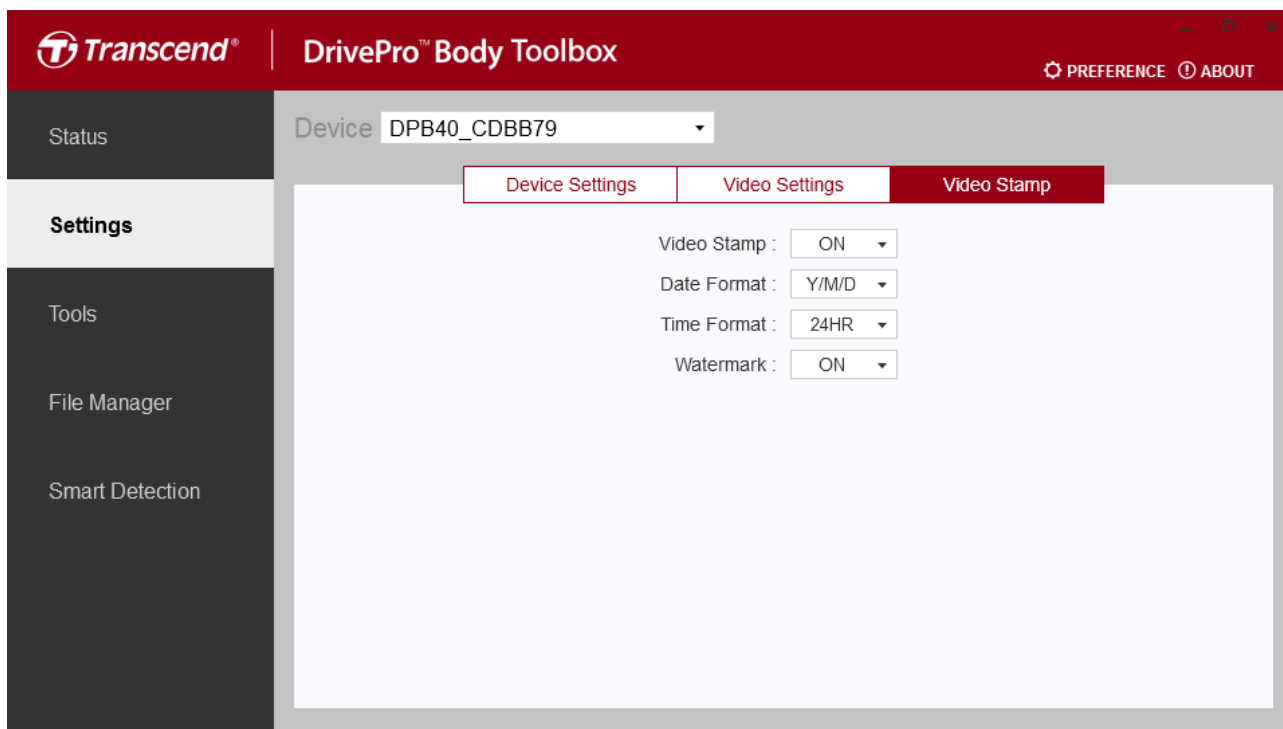 Transcend® DrivePro™ Body Toolbox
PREFERENCE ABOUT
Status
Settings
Tools
File Manager
Smart Detection
Device DPB40_CDBB79
Device Settings Video Settings Video Stamp
Video Stamp : ON
Date Format : Y/M/D
Time Format : 24HR
Watermark : ON